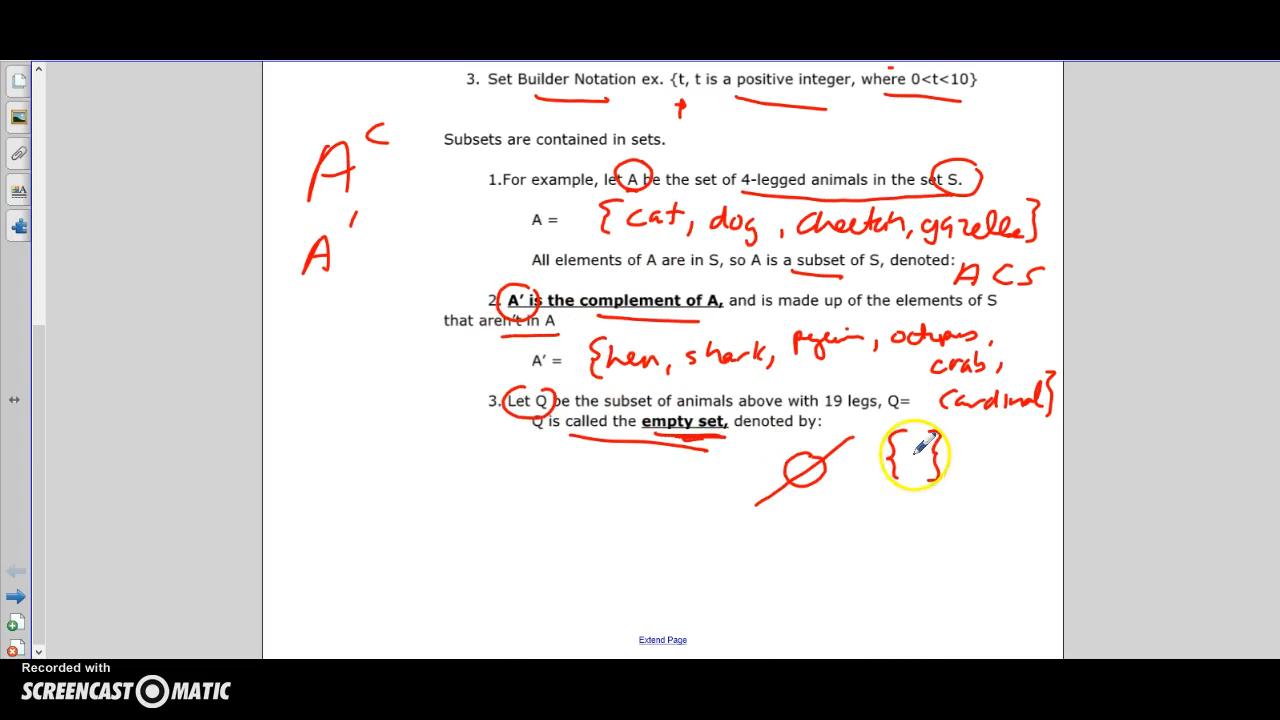 3. Set Builder Notation ex. {t, t is a positive integer, where 0<t<10}
Subsets are contained in sets.
A^C
1.For example, let A be the set of 4-legged animals in the set S.
A = {cat, dog, cheetah, gazelle}
A'
All elements of A are in S, so A is a subset of S, denoted: A ⊂ S
2. A' is the complement of A, and is made up of the elements of S
that aren't in A
A' = {hen, shark, octopus,
crab,
cardinal}
3. Let Q be the subset of animals above with 19 legs, Q=
Q is called the empty set, denoted by:
∅ { }
Extend Page
Recorded with
SCREENCAST O MATIC